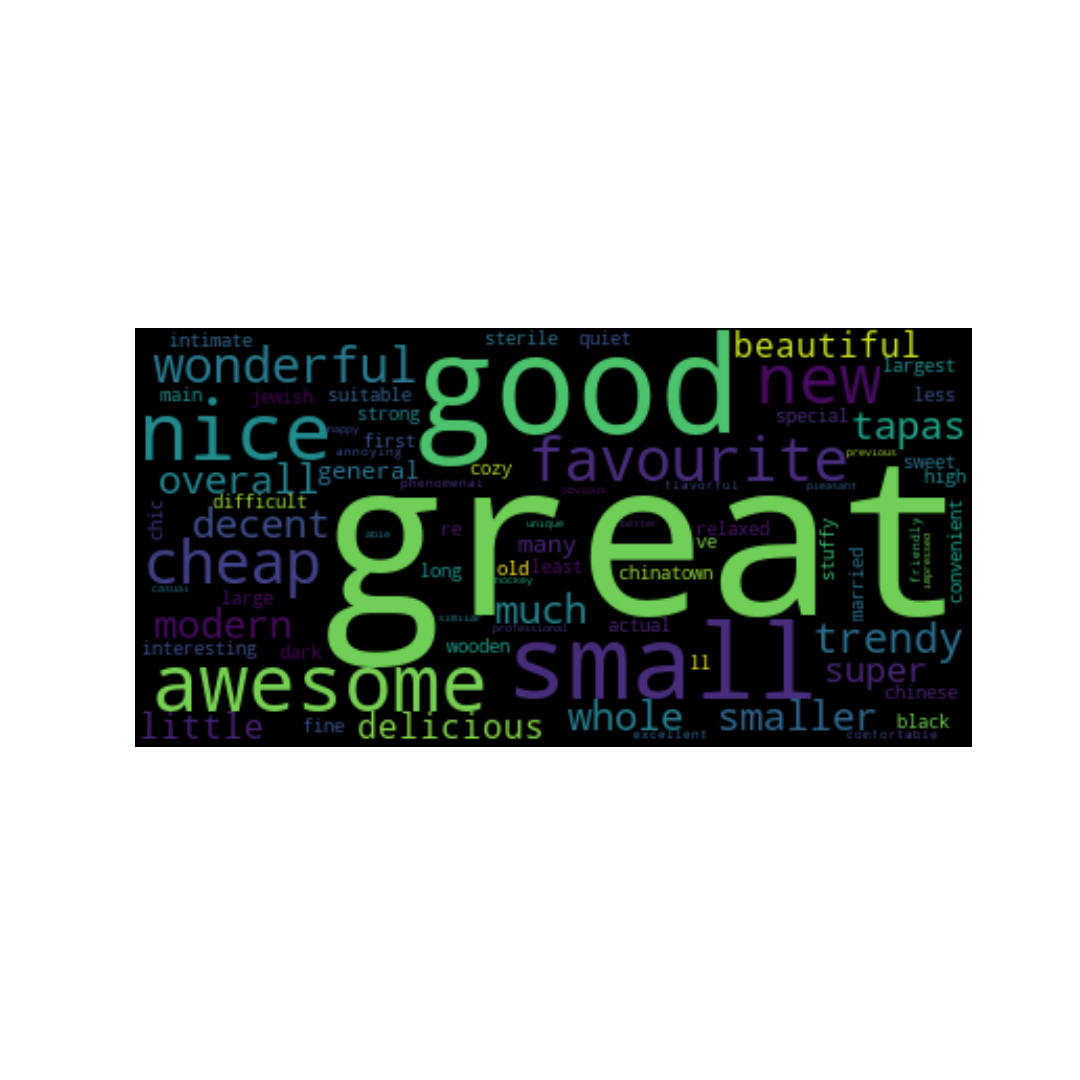 intimate
sterile
quiet
beautiful
wonderful
good
new
largest
main
jewish
suitable
less
strong
special
nice
happy
first
tapas
annoying
favourite
previous
overall
general
cozy
sweet
high
phenomenal
obvious
flavorful
pleasant
difficult
great
chic
decent
able
re
unique
better
relaxed
stuffy
friendly
impressed
convenient
cheap
many
ve
long
old
least
chinatown
hockey
married
casual
large
much
modern
similar
professional
actual
trendy
interesting
dark
wooden
small
ll
super
awesome
chinese
little
fine
delicious
whole
smaller
black
excellent
comfortable